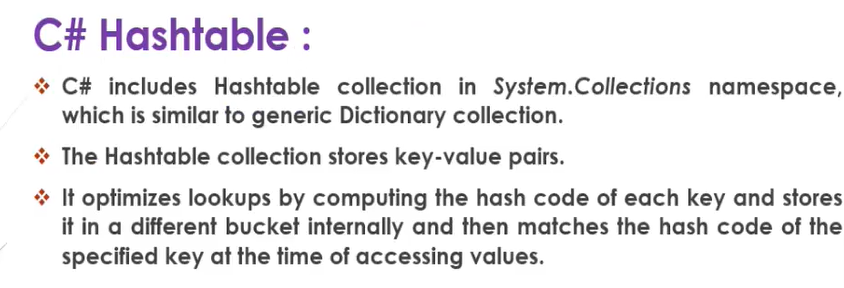 C# Hashtable :
C# includes Hashtable collection in System.Collections namespace,
which is similar to generic Dictionary collection.
The Hashtable collection stores key-value pairs.
It optimizes lookups by computing the hash code of each key and stores
it in a different bucket internally and then matches the hash code of the
specified key at the time of accessing values.